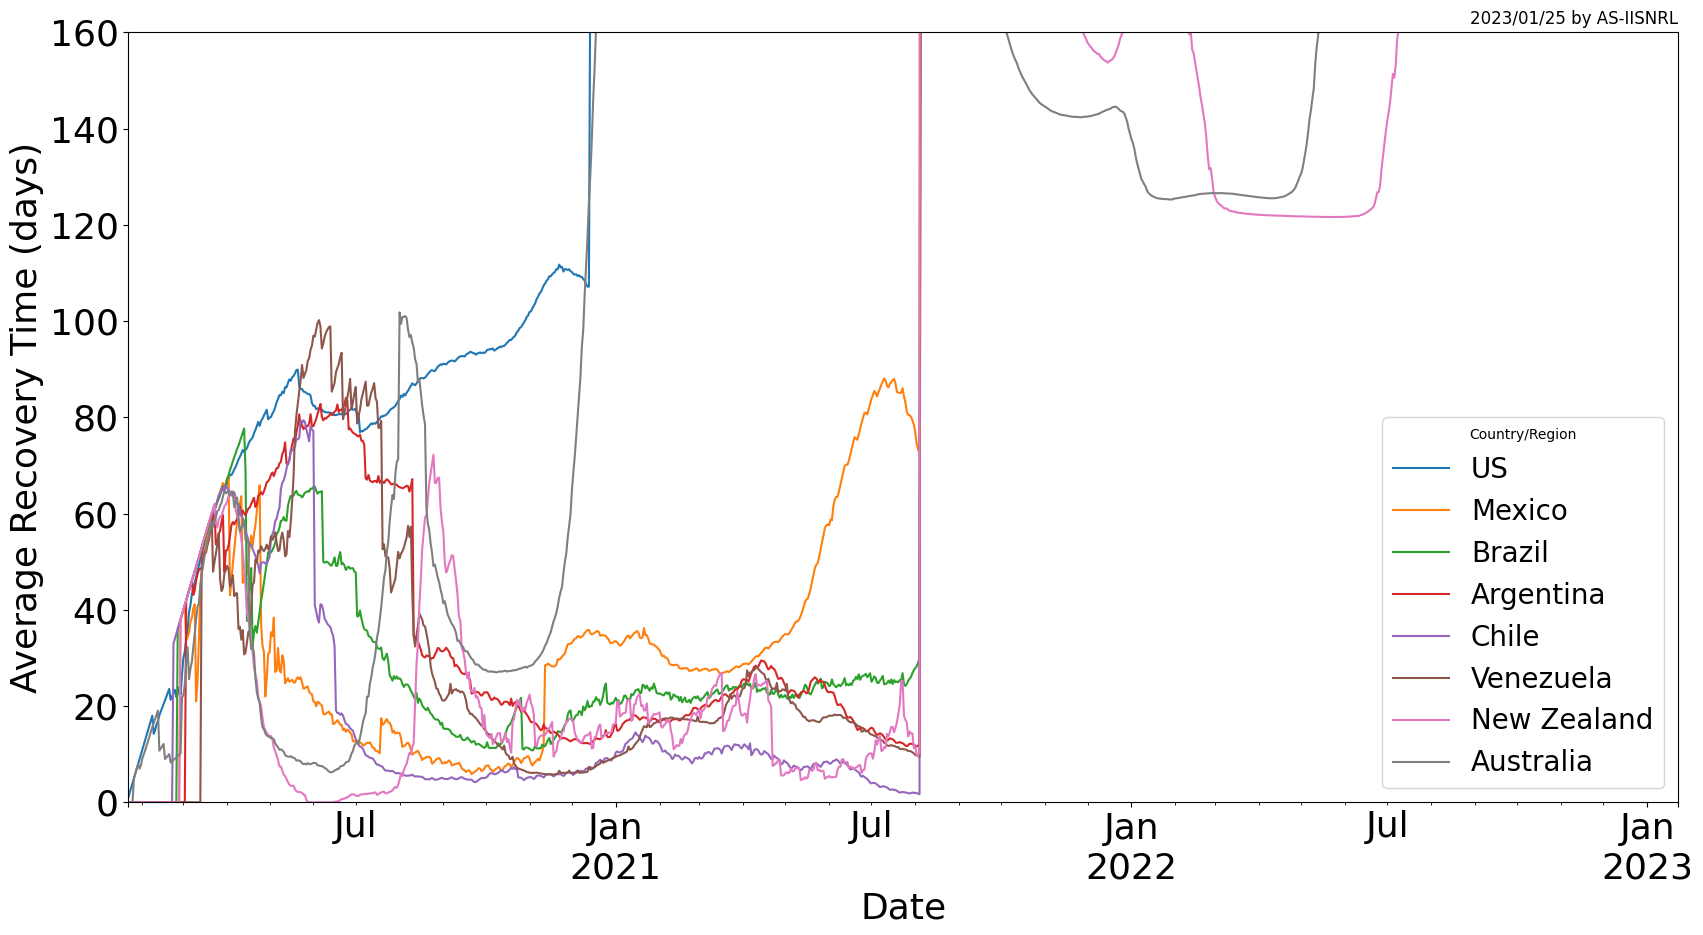 2023/01/25 by AS-IISNRL
160
140
120
100
80
60
40
20
0
Average Recovery Time (days)
Country/Region
US
Mexico
Brazil
Argentina
Chile
Venezuela
New Zealand
Australia
Jul
Jan
2021
Jul
Jan
2022
Jul
Jan
2023
Date